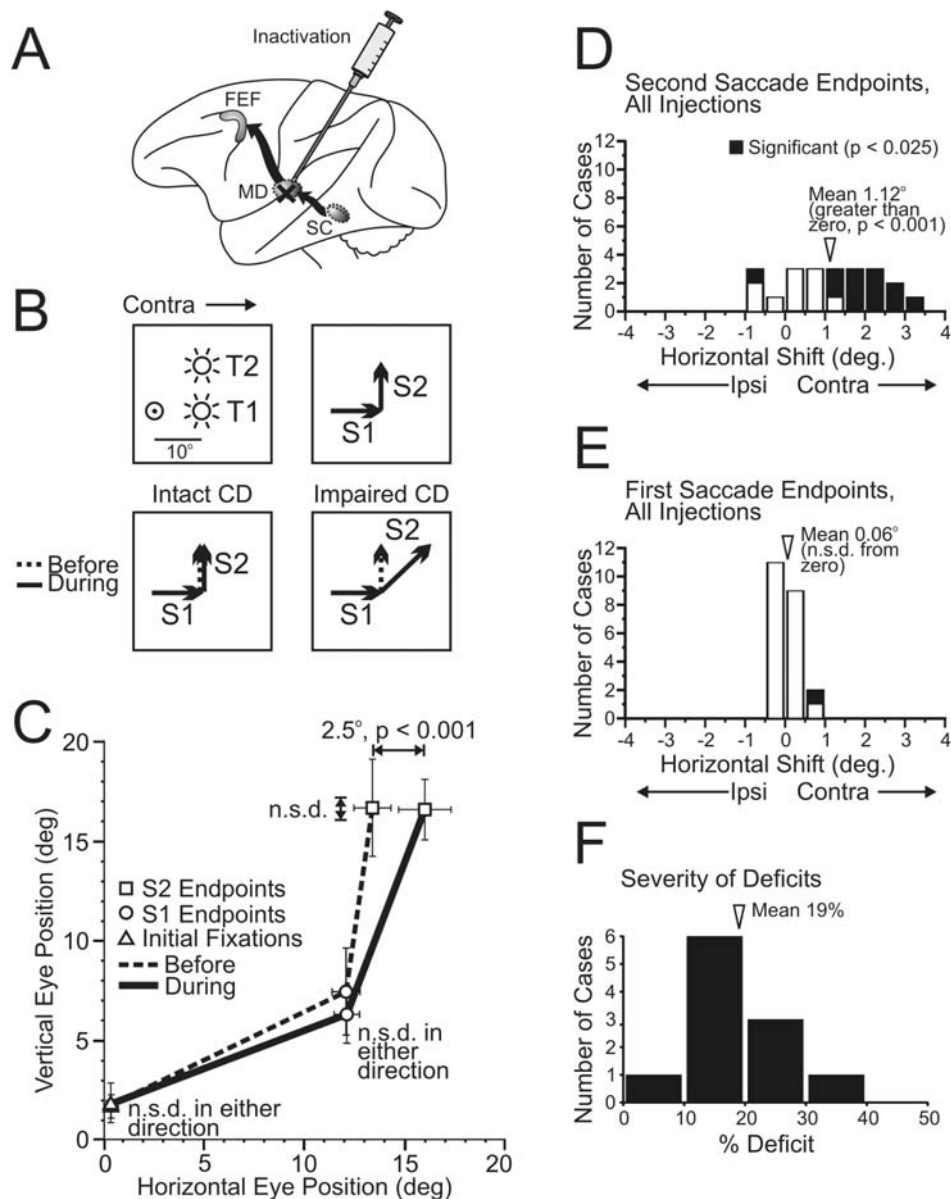 A
Inactivation
FEF
MD
SC
B
Contra
T2
T1
10°
S2
S1
Intact CD
Impaired CD
Before
During
S2
S1
S2
S1
C
2.5°, p < 0.001
n.s.d.
S2 Endpoints
S1 Endpoints
Initial Fixations
Before
During
n.s.d. in
either
direction
n.s.d. in either
direction
Vertical Eye Position (deg)
20
15
10
5
0
0 5 10 15 20
Horizontal Eye Position (deg)
D
Second Saccade Endpoints,
All Injections
Significant (p < 0.025)
Mean 1.12°
(greater than
zero, p < 0.001)
Number of Cases
12
10
8
6
4
2
0
-4 -3 -2 -1 0 1 2 3 4
Horizontal Shift (deg.)
Ipsi Contra
E
First Saccade Endpoints,
All Injections
Mean 0.06°
(n.s.d. from
zero)
Number of Cases
12
10
8
6
4
2
0
-4 -3 -2 -1 0 1 2 3 4
Horizontal Shift (deg.)
Ipsi Contra
F
Severity of Deficits
Mean 19%
Number of Cases
6
5
4
3
2
1
0
0 10 20 30 40 50
% Deficit